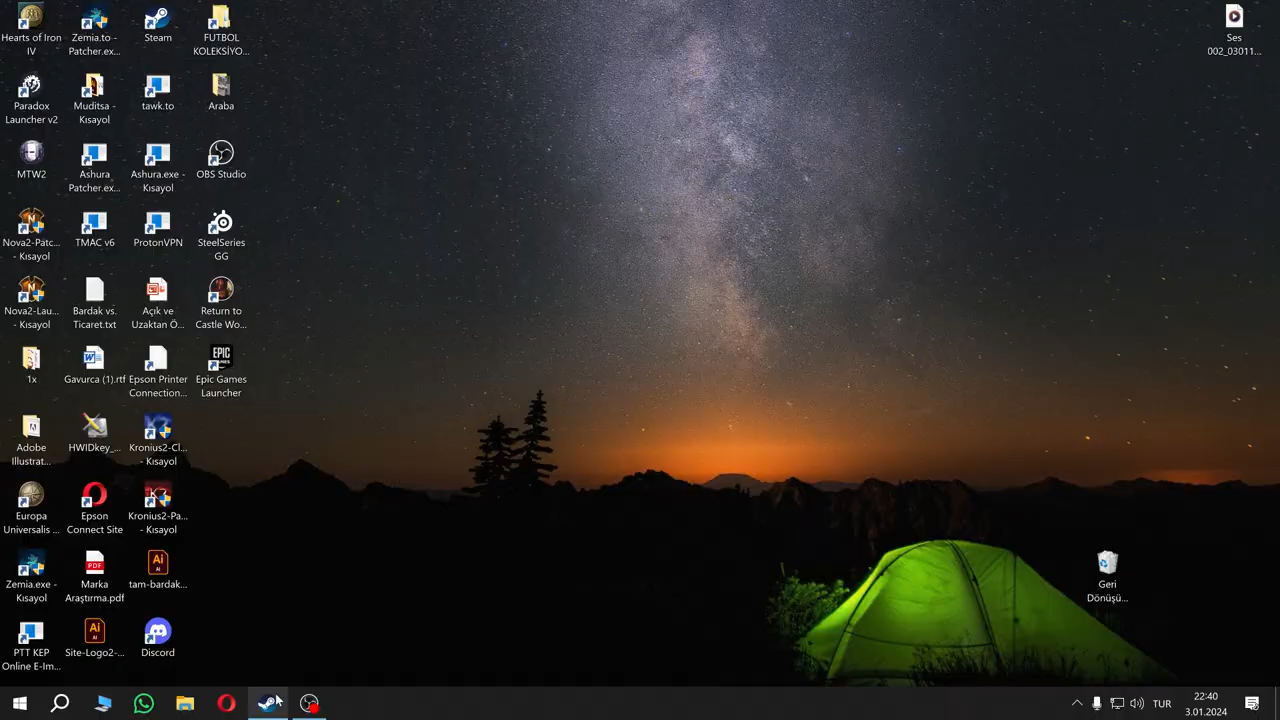 Hearts of Iron
IV
Zemia.to -
Patcher.ex...
Steam
FUTBOL
KOLEKSİYO...
Ses
002_03011...
Paradox
Launcher v2
Muditsa -
Kısayol
tawk.to
Araba
MTW2
Ashura
Patcher.ex...
Ashura.exe -
Kısayol
OBS Studio
Nova2-Patc...
- Kısayol
TMAC v6
ProtonVPN
SteelSeries
GG
Nova2-Lau...
- Kısayol
Bardak vs.
Ticaret.txt
Açık ve
Uzaktan Ö...
Return to
Castle Wo...
1x
Gavurca (1).rtf
Epson Printer
Connection...
EPIC
GAMES
Epic Games
Launcher
Adobe
Illustrat...
HWIDkey_...
Kronius2-Cl...
- Kısayol
Europa
Universalis ...
Epson
Connect Site
Kronius2-Pa...
- Kısayol
Zemia.exe -
Kısayol
PDF
Marka
Araştırma.pdf
Ai
tam-bardak...
Geri
Dönüşü...
PTT KEP
Online E-Im...
Ai
Site-Logo2-...
Discord
TUR
22:40
3.01.2024